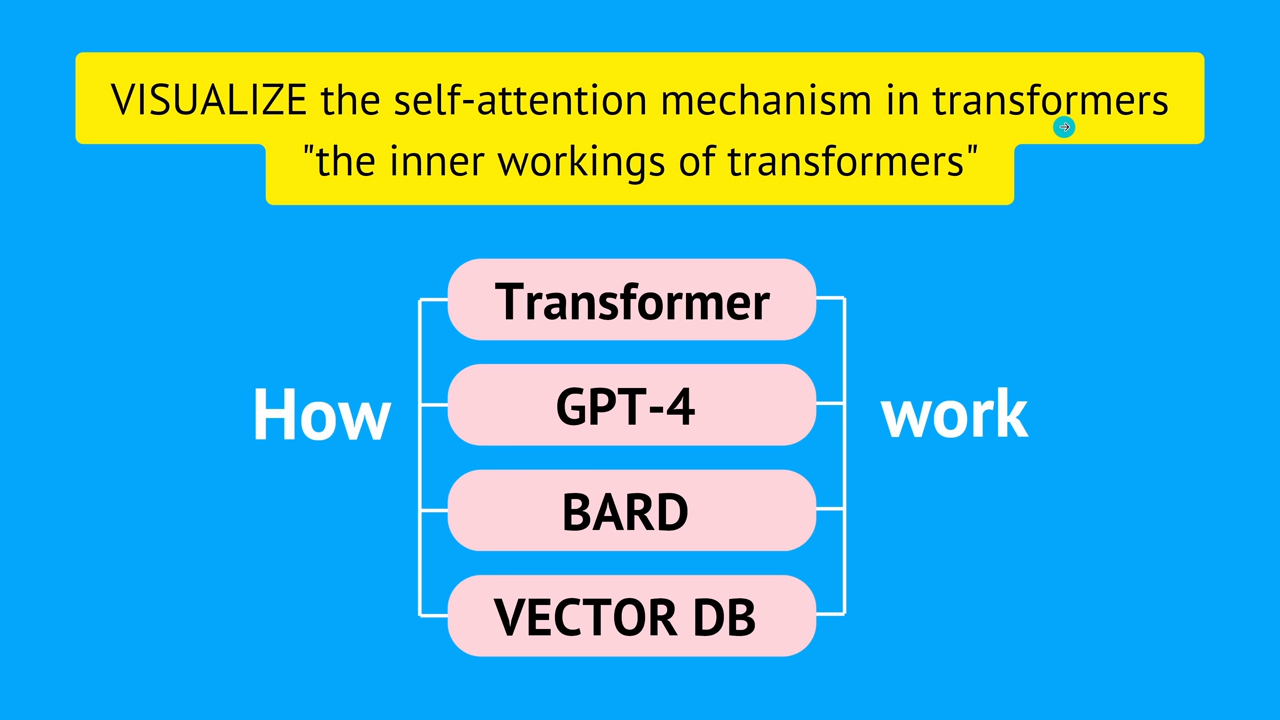 VISUALIZE the self-attention mechanism in transformers
"the inner workings of transformers"
Transformer
How
GPT-4
work
BARD
VECTOR DB